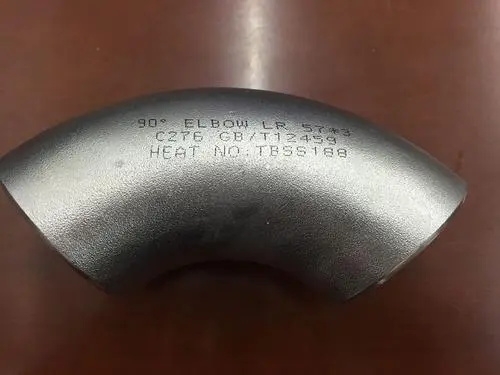 90° ELBOW LR 57*3
C276 GB/T12459
HEAT NO:TBSS188